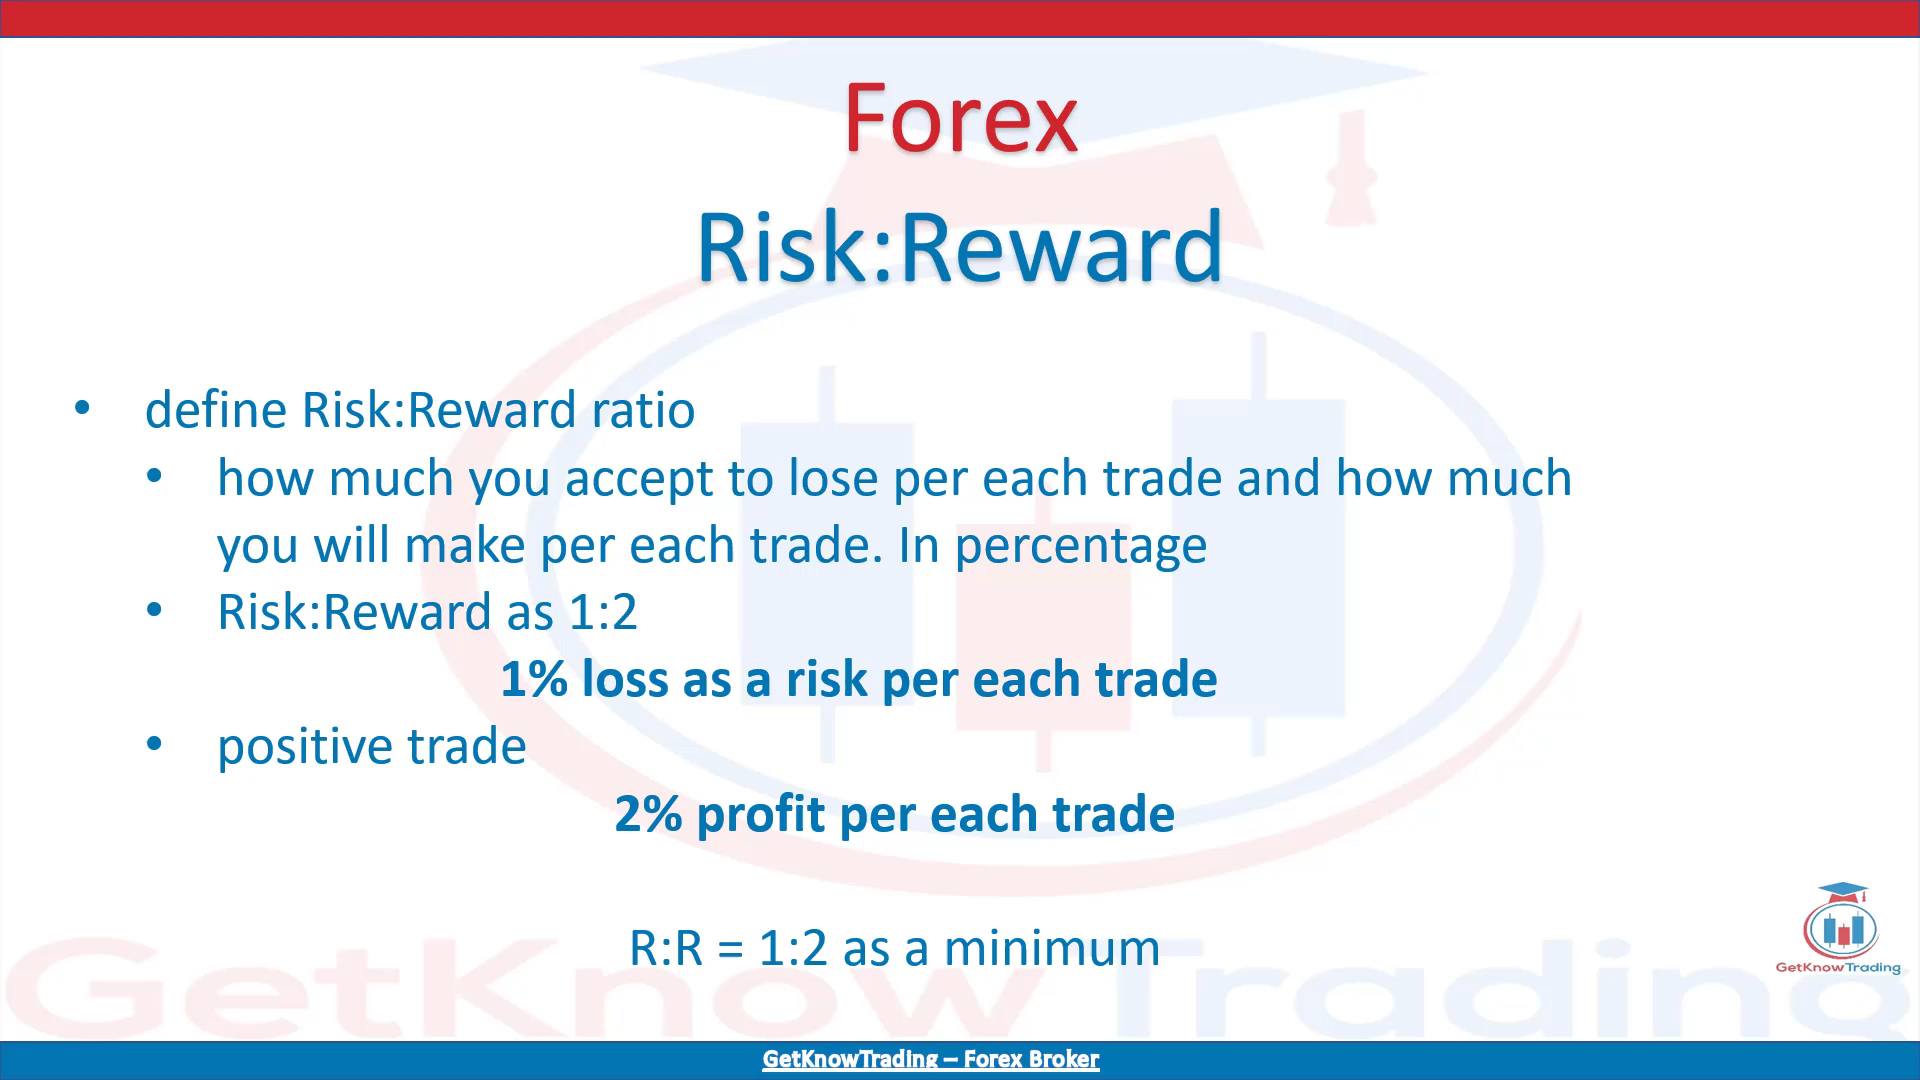 Forex
Risk:Reward
• define Risk:Reward ratio
• how much you accept to lose per each trade and how much
you will make per each trade. In percentage
• Risk:Reward as 1:2
1% loss as a risk per each trade
• positive trade
2% profit per each trade
R:R = 1:2 as a minimum
GetKnowTrading
GetKnowTrading
GetKnowTrading – Forex Broker